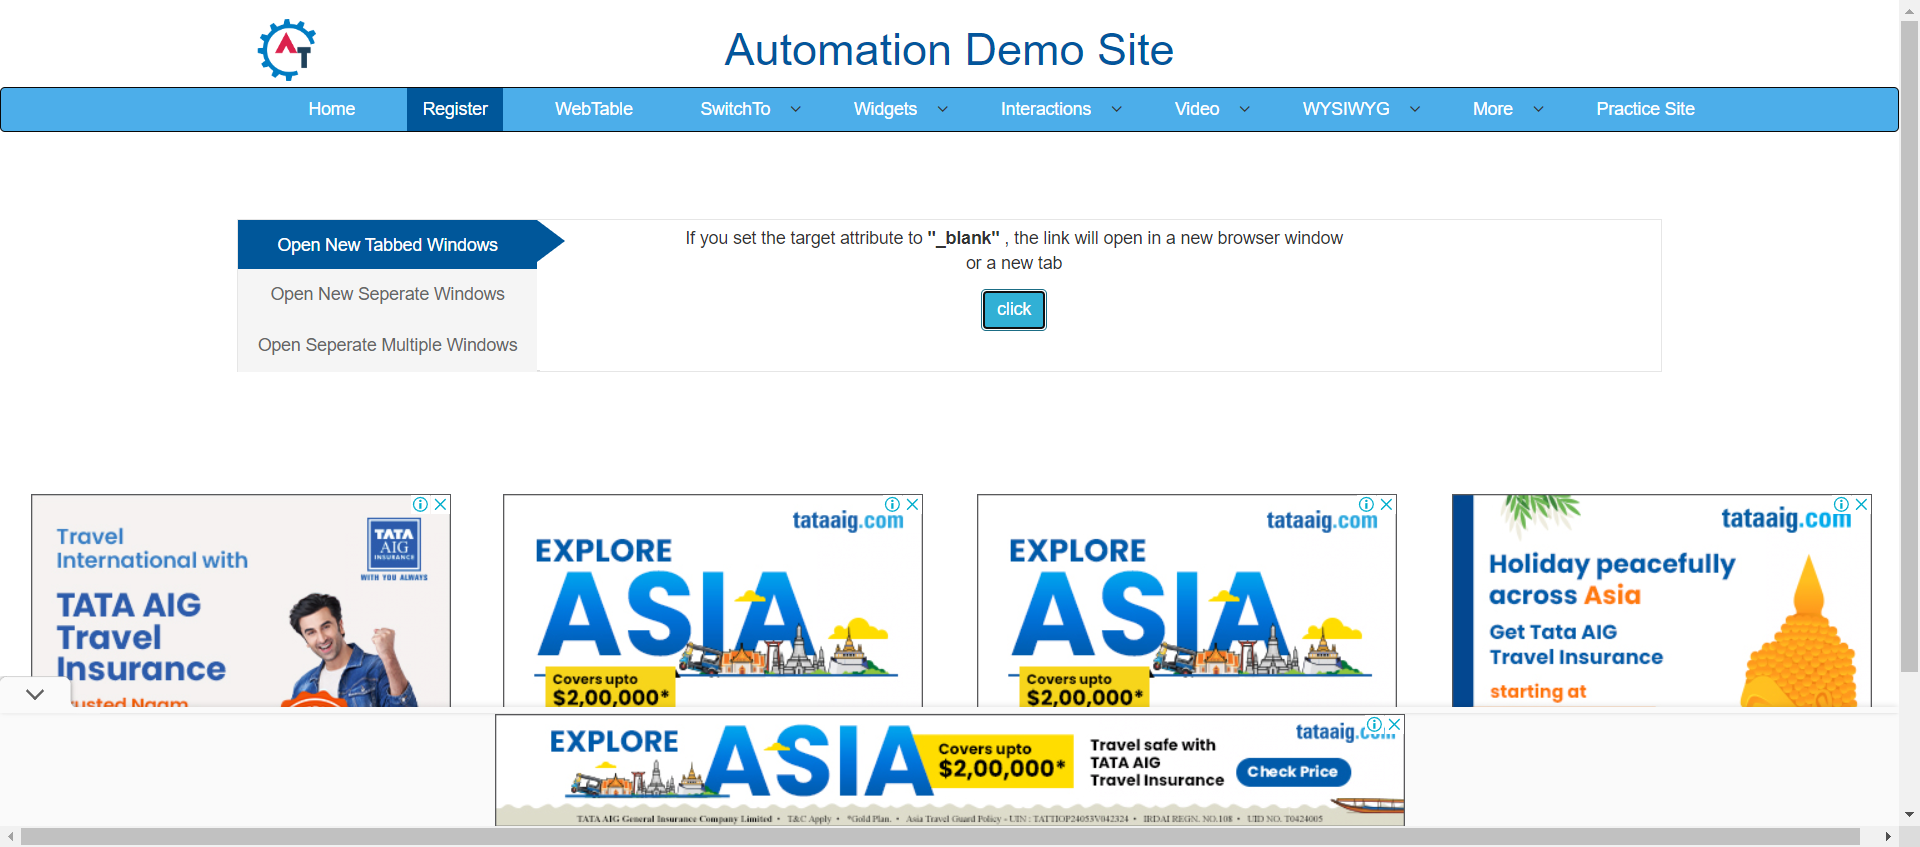 AT
Automation Demo Site
Home
Register
WebTable
SwitchTo
Widgets
Interactions
Video
WYSIWYG
More
Practice Site
Open New Tabbed Windows
Open New Seperate Windows
Open Seperate Multiple Windows
If you set the target attribute to "_blank" , the link will open in a new browser window
or a new tab
click
Travel
International with
TATA AIG
Travel
Insurance
TATA
AIG
INSURANCE
WITH YOU ALWAYS
tataaig.com
EXPLORE
ASIA
Covers upto
$2,00,000*
tataaig.com
EXPLORE
ASIA
Covers upto
$2,00,000*
tataaig.com
Holiday peacefully
across Asia
Get Tata AIG
Travel Insurance
starting at
EXPLORE
ASIA
Covers upto
$2,00,000*
Travel safe with
TATA AIG
Travel Insurance
tataaig.com
Check Price
TATA AIG General Insurance Company Limited • T&C Apply • *Gold Plan. • Asia Travel Guard Policy - UIN : TATTIOP24053V042324 • IRDAI REGN. NO.108 • UID NO. T0424005